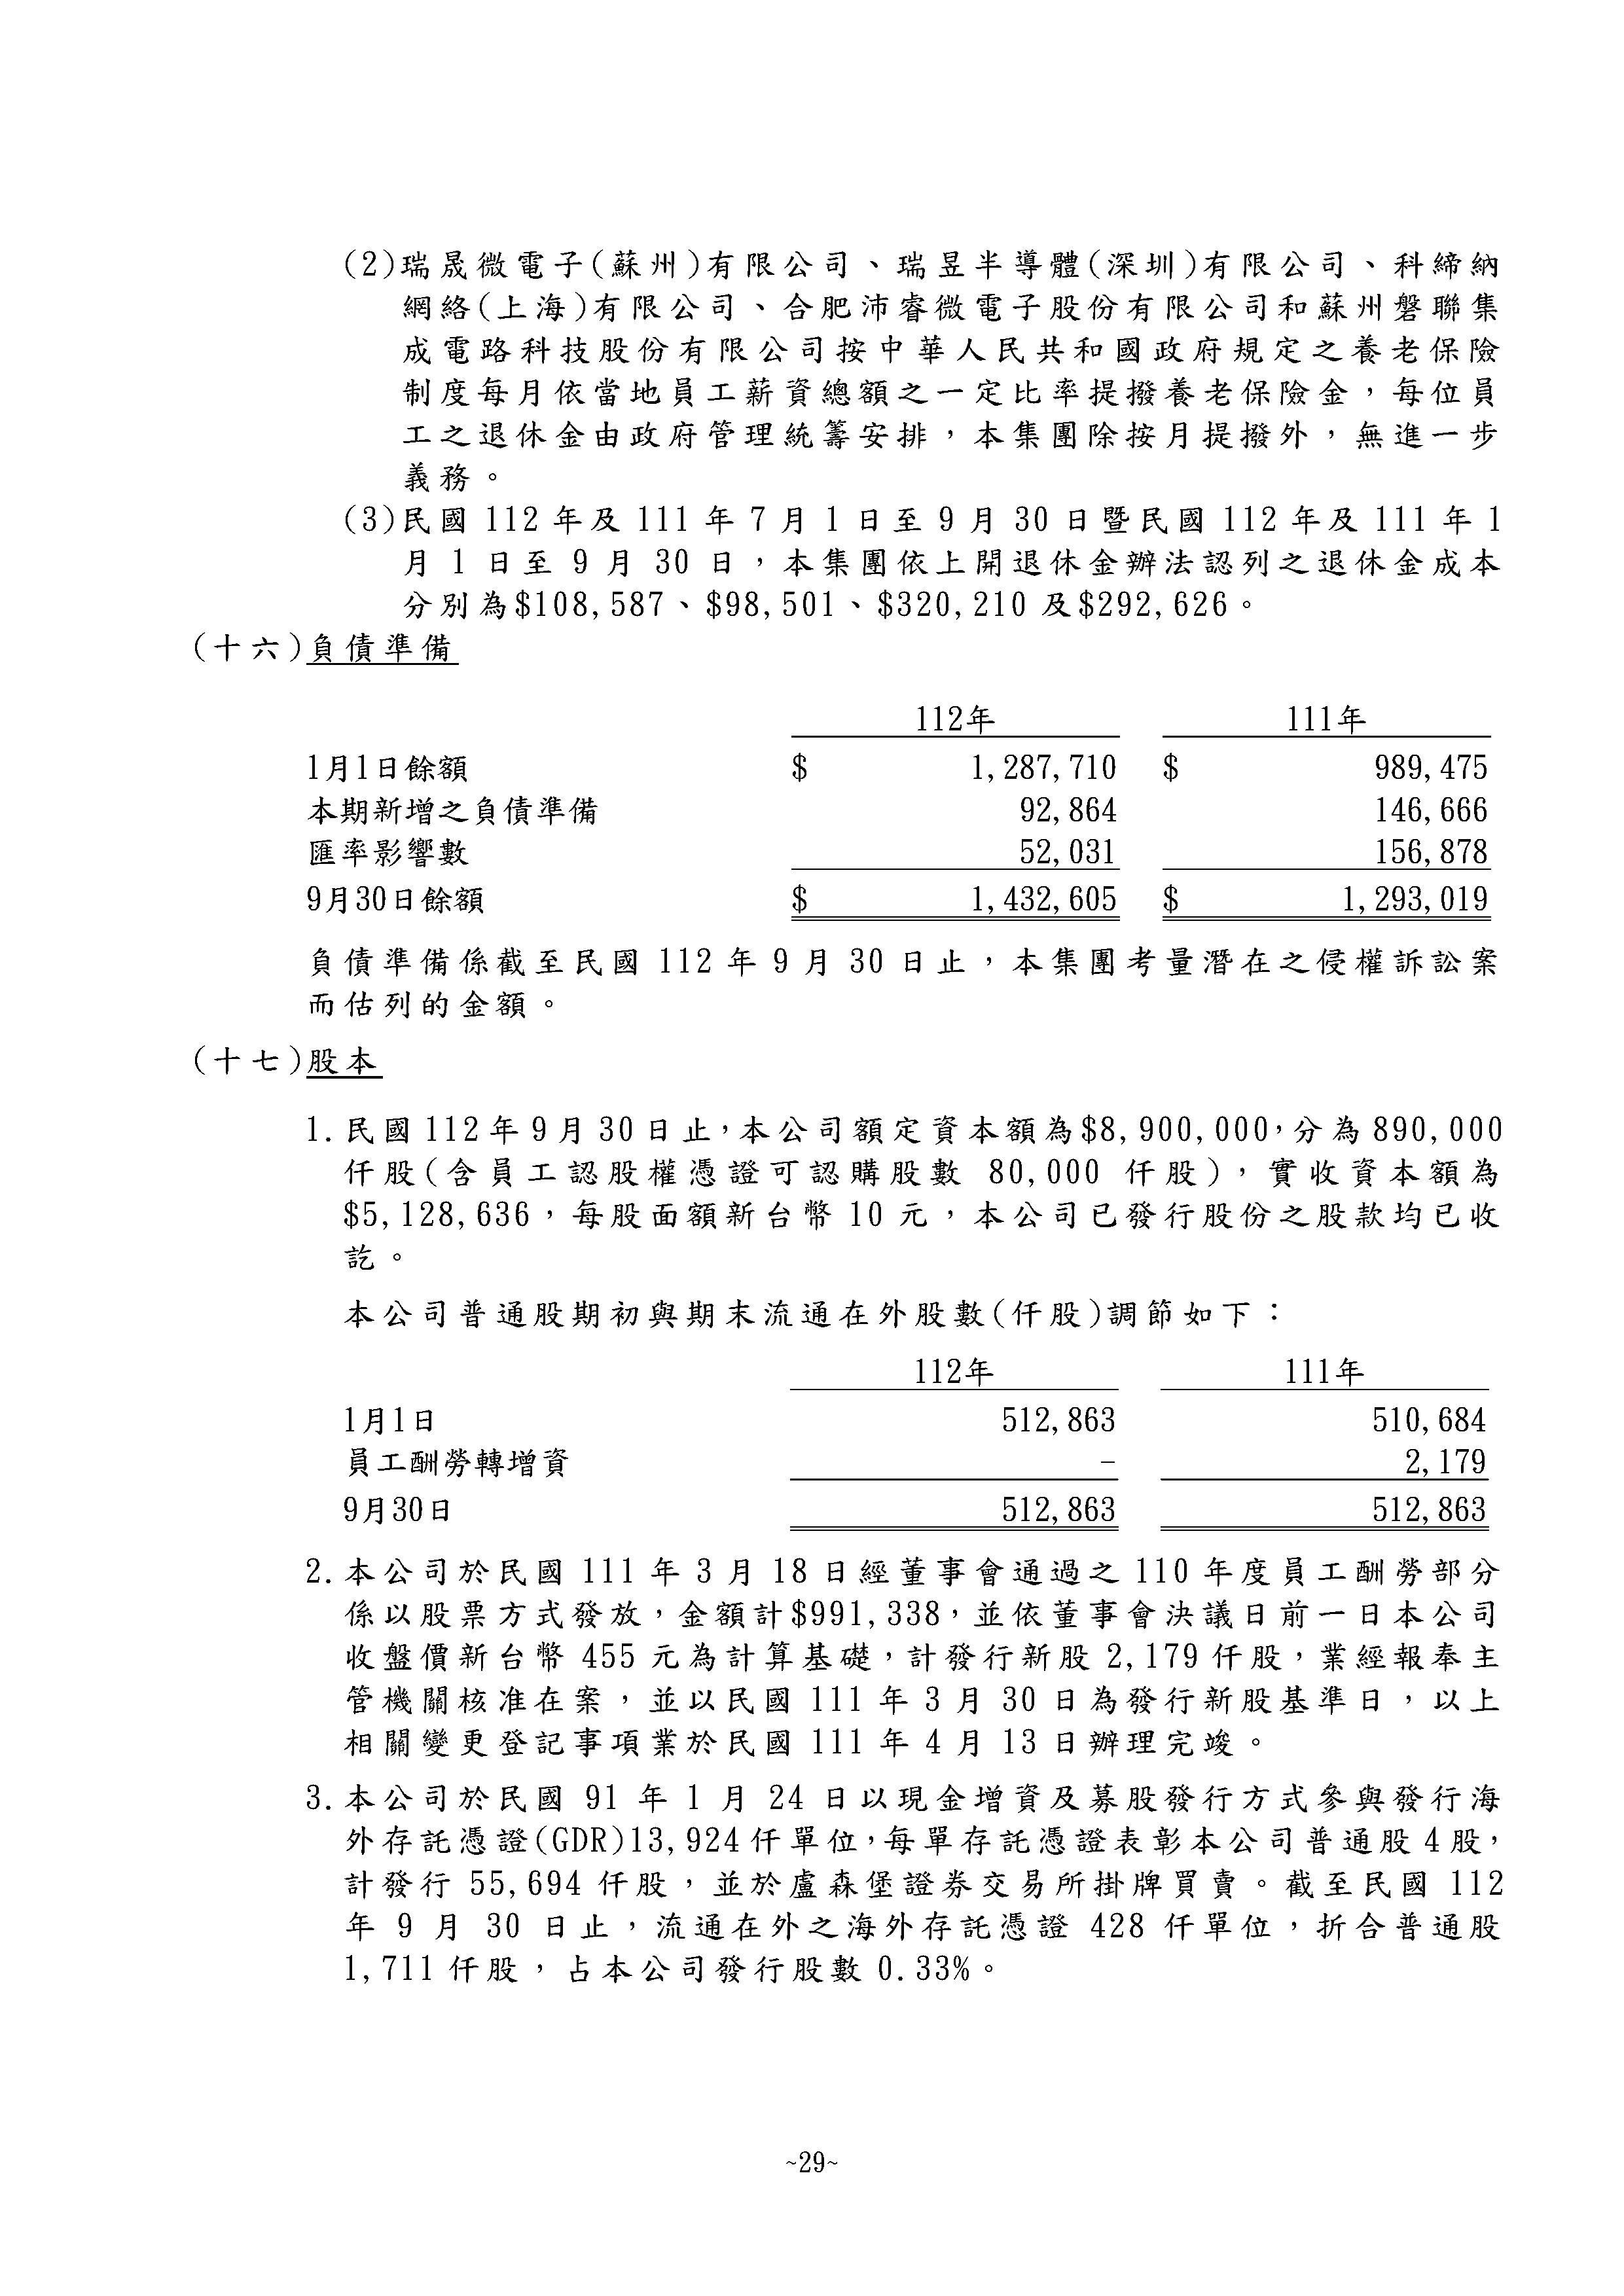 (2)瑞晟微電子(蘇州)有限公司、瑞昱半導體(深圳)有限公司、科締納
網絡(上海)有限公司、合肥沛睿微電子股份有限公司和蘇州磐聯集
成電路科技股份有限公司按中華人民共和國政府規定之養老保險
制度每月依當地員工薪資總額之一定比率提撥養老保險金，每位員
工之退休金由政府管理統籌安排，本集團除按月提撥外，無進一步
義務。
(3)民國 112 年及 111 年 7 月 1 日至 9 月 30 日暨民國 112 年及 111 年 1
月 1 日至 9 月 30 日，本集團依上開退休金辦法認列之退休金成本
分別為$108,587、$98,501、$320,210 及$292,626。
(十六)負債準備
112年 111年
1月1日餘額 $ 1,287,710 $ 989,475
本期新增之負債準備 92,864 146,666
匯率影響數 52,031 156,878
9月30日餘額 $ 1,432,605 $ 1,293,019
負債準備係截至民國 112 年 9 月 30 日止，本集團考量潛在之侵權訴訟案
而估列的金額。
(十七)股本
1. 民國 112 年 9 月 30 日止，本公司額定資本額為$8,900,000，分為 890,000
仟股(含員工認股權憑證可認購股數 80,000 仟股)，實收資本額為
$5,128,636，每股面額新台幣 10 元，本公司已發行股份之股款均已收
訖。
本公司普通股期初與期末流通在外股數(仟股)調節如下：
112年 111年
1月1日 512,863 510,684
員工酬勞轉增資 - 2,179
9月30日 512,863 512,863
2. 本公司於民國 111 年 3 月 18 日經董事會通過之 110 年度員工酬勞部分
係以股票方式發放，金額計$991,338，並依董事會決議日前一日本公司
收盤價新台幣 455 元為計算基礎，計發行新股 2,179 仟股，業經報奉主
管機關核准在案，並以民國 111 年 3 月 30 日為發行新股基準日，以上
相關變更登記事項業於民國 111 年 4 月 13 日辦理完竣。
3. 本公司於民國 91 年 1 月 24 日以現金增資及募股發行方式參與發行海
外存託憑證(GDR)13,924 仟單位，每單存託憑證表彰本公司普通股 4 股，
計發行 55,694 仟股，並於盧森堡證券交易所掛牌買賣。截至民國 112
年 9 月 30 日止，流通在外之海外存託憑證 428 仟單位，折合普通股
1,711 仟股，占本公司發行股數 0.33%。
~29~